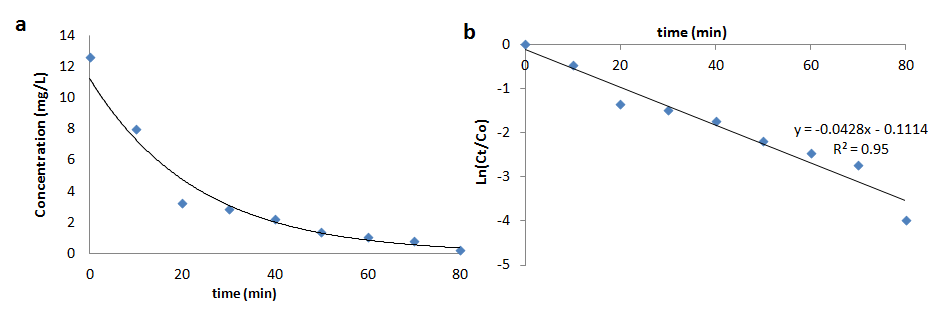 a
Concentration (mg/L)
14
12
10
8
6
4
2
0
0 20 40 60 80
time (min)
b
time (min)
Ln(Ct/Co)
0
-1
-2
-3
-4
-5
0 20 40 60 80
y = -0.0428x - 0.1114
R² = 0.95